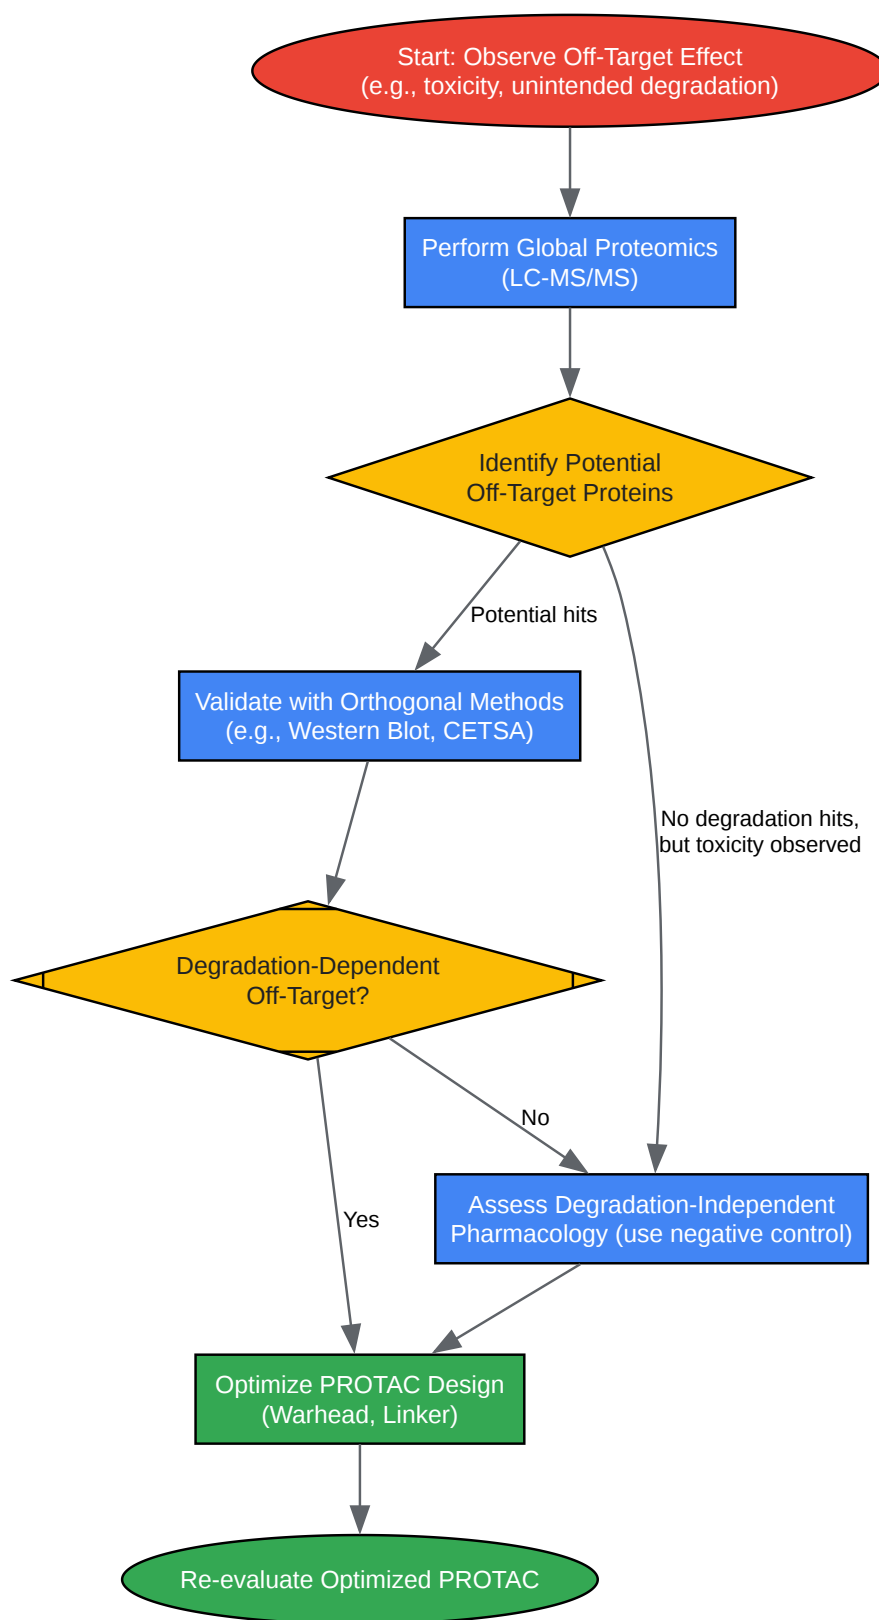 Start: Observe Off-Target Effect
(e.g., toxicity, unintended degradation)
Perform Global Proteomics
(LC-MS/MS)
Identify Potential
Off-Target Proteins
Potential hits
Validate with Orthogonal Methods
(e.g., Western Blot, CETSA)
No degradation hits,
but toxicity observed
Degradation-Dependent
Off-Target?
No
Yes
Assess Degradation-Independent
Pharmacology (use negative control)
Optimize PROTAC Design
(Warhead, Linker)
Re-evaluate Optimized PROTAC